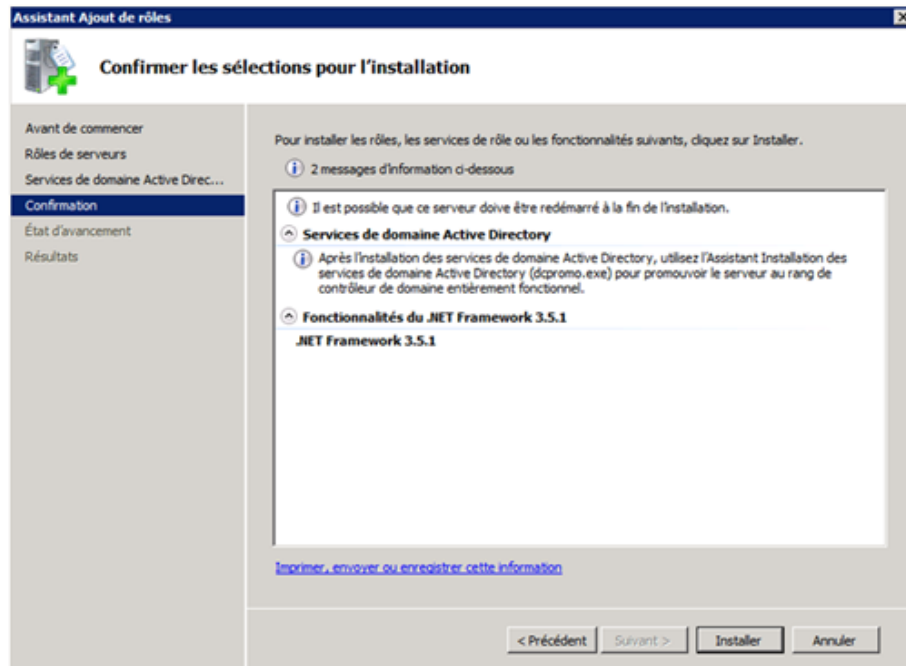 Assistant Ajout de rôles
Confirmer les sélections pour l'installation
Avant de commencer
Rôles de serveurs
Services de domaine Active Direc...
Confirmation
État d'avancement
Résultats
Pour installer les rôles, les services de rôle ou les fonctionnalités suivants, cliquez sur Installer.
2 messages d'information ci-dessous
Il est possible que ce serveur doive être redémarré à la fin de l'installation.
Services de domaine Active Directory
Après l'installation des services de domaine Active Directory, utilisez l'Assistant Installation des
services de domaine Active Directory (dcpromo.exe) pour promouvoir le serveur au rang de
contrôleur de domaine entièrement fonctionnel.
Fonctionnalités du .NET Framework 3.5.1
.NET Framework 3.5.1
Imprimer, envoyer ou enregistrer cette information
< Précédent
Suivant >
Installer
Annuler